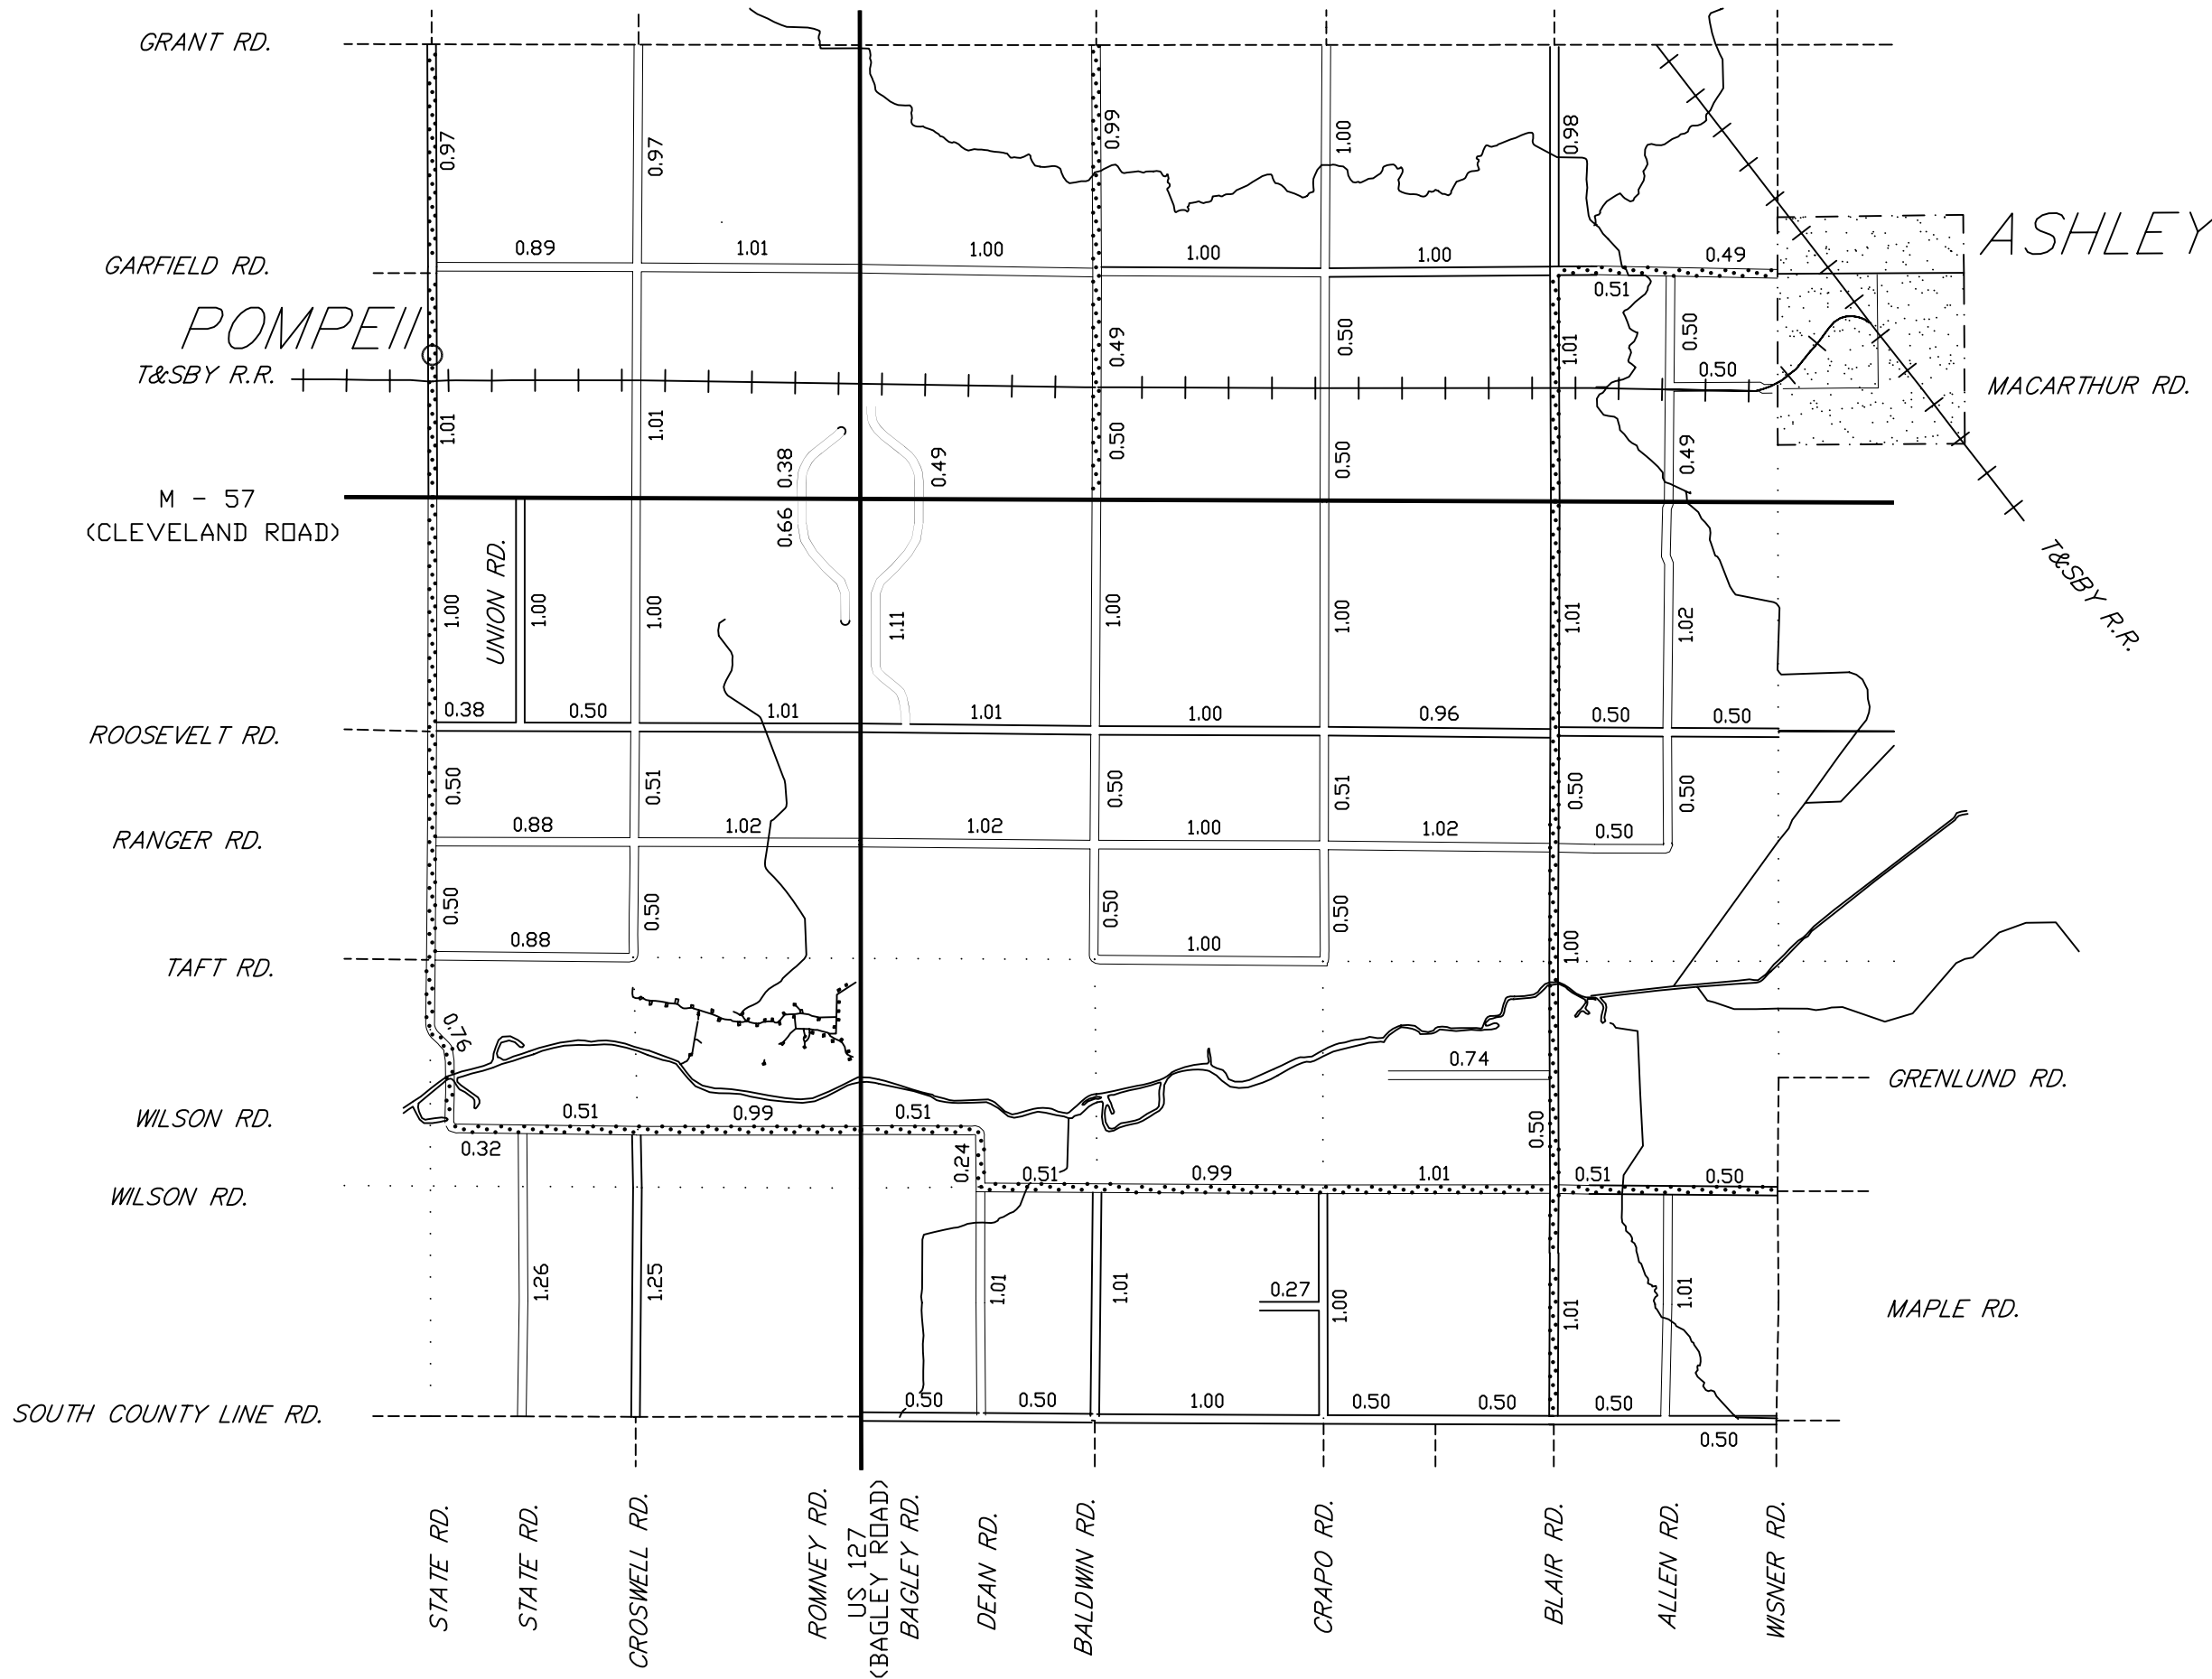 GRANT RD.
0.97
0.97
0.99
1.00
0.98
ASHLEY
GARFIELD RD.
0.89
1.01
1.00
1.00
1.00
0.49
0.51
POMPEII
0.49
0.50
1.01
0.50
T&SBY R.R.
0.50
MACARTHUR RD.
1.01
1.01
0.38
0.49
0.50
0.50
0.49
M - 57
(CLEVELAND ROAD)
0.66
T&SBY R.R.
1.00
UNION RD.
1.00
1.00
1.11
1.00
1.00
1.01
1.02
ROOSEVELT RD.
0.38
0.50
1.01
1.01
1.00
0.96
0.50
0.50
0.50
0.51
0.50
0.51
0.50
0.50
RANGER RD.
0.88
1.02
1.02
1.00
1.02
0.50
0.50
0.50
0.50
0.50
1.00
TAFT RD.
0.88
1.00
0.76
0.74
GRENLUND RD.
WILSON RD.
0.51
0.99
0.51
0.32
0.24
0.50
WILSON RD.
0.51
0.99
1.01
0.51
0.50
1.26
1.25
1.01
1.01
0.27
1.00
1.01
1.01
MAPLE RD.
SOUTH COUNTY LINE RD.
0.50
0.50
1.00
0.50
0.50
0.50
0.50
STATE RD.
STATE RD.
CROSWELL RD.
ROMNEY RD.
US 127
(BAGLEY ROAD)
BAGLEY RD.
DEAN RD.
BALDWIN RD.
CRAPO RD.
BLAIR RD.
ALLEN RD.
WISNER RD.